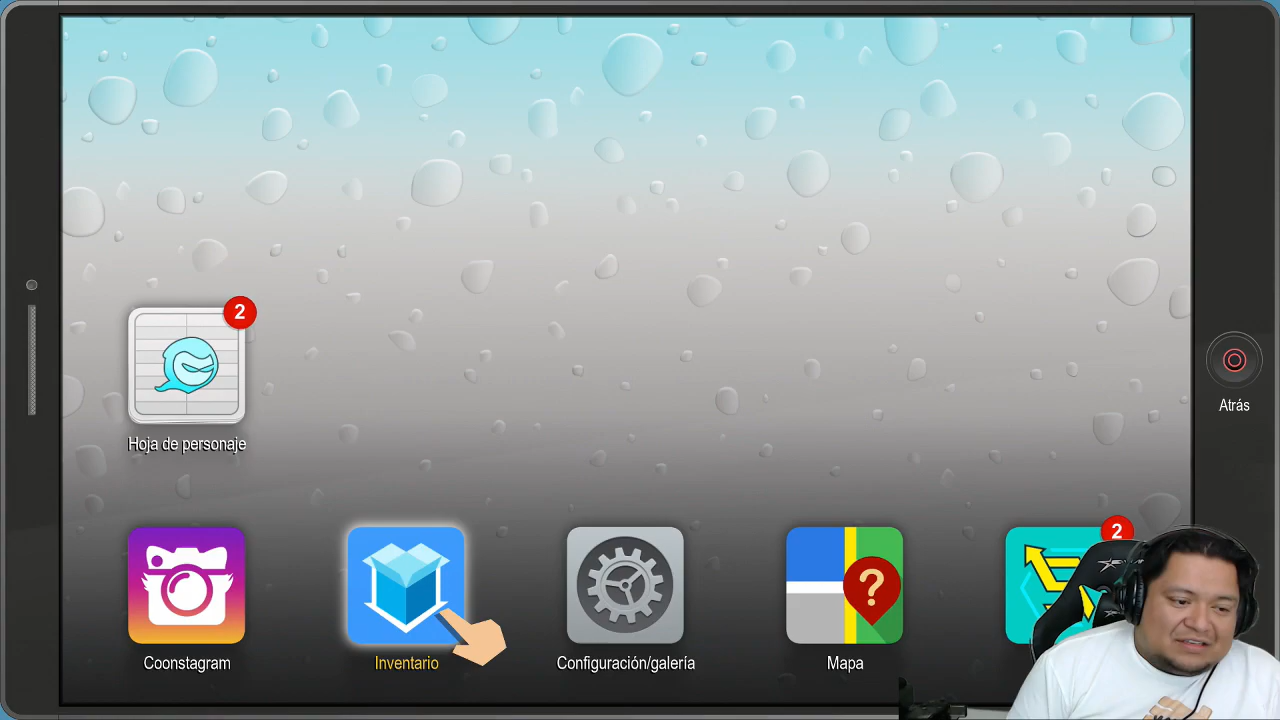 2
Hoja de personaje
Atrás
2
?
Coonstagram
Inventario
Configuración/galería
Mapa